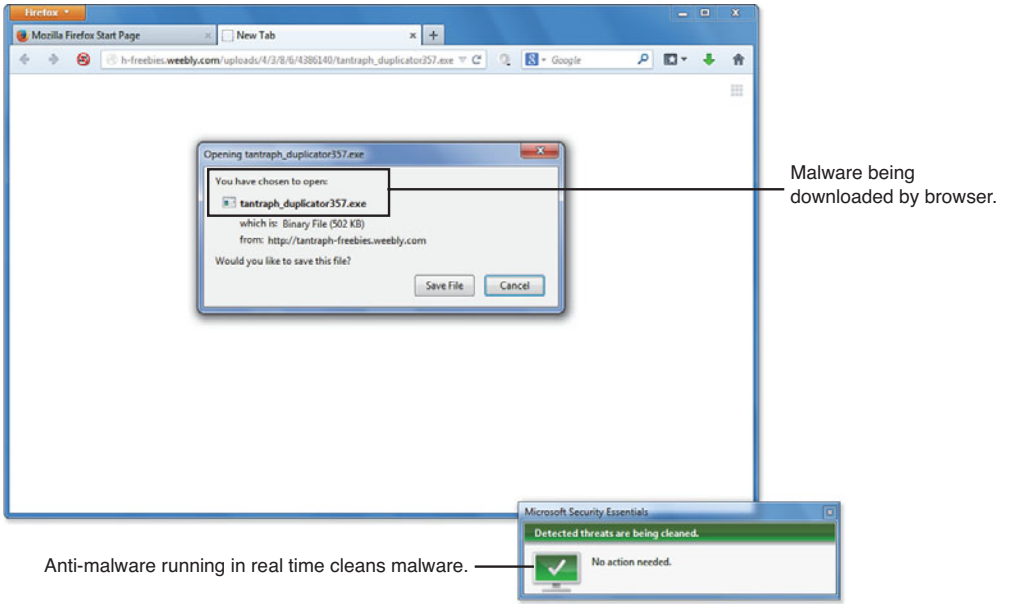 Firefox
Mozilla Firefox Start Page
New Tab
h-freebies.weebly.com/uploads/4/3/8/6/4386140/tantraph_duplicator357.exe
Google
Opening tantraph_duplicator357.exe
You have chosen to open:
tantraph_duplicator357.exe
which is: Binary File (502 KB)
from: http://tantraph-freebies.weebly.com
Would you like to save this file?
Save File
Cancel
Malware being
downloaded by browser.
Microsoft Security Essentials
Detected threats are being cleaned.
No action needed.
Anti-malware running in real time cleans malware.